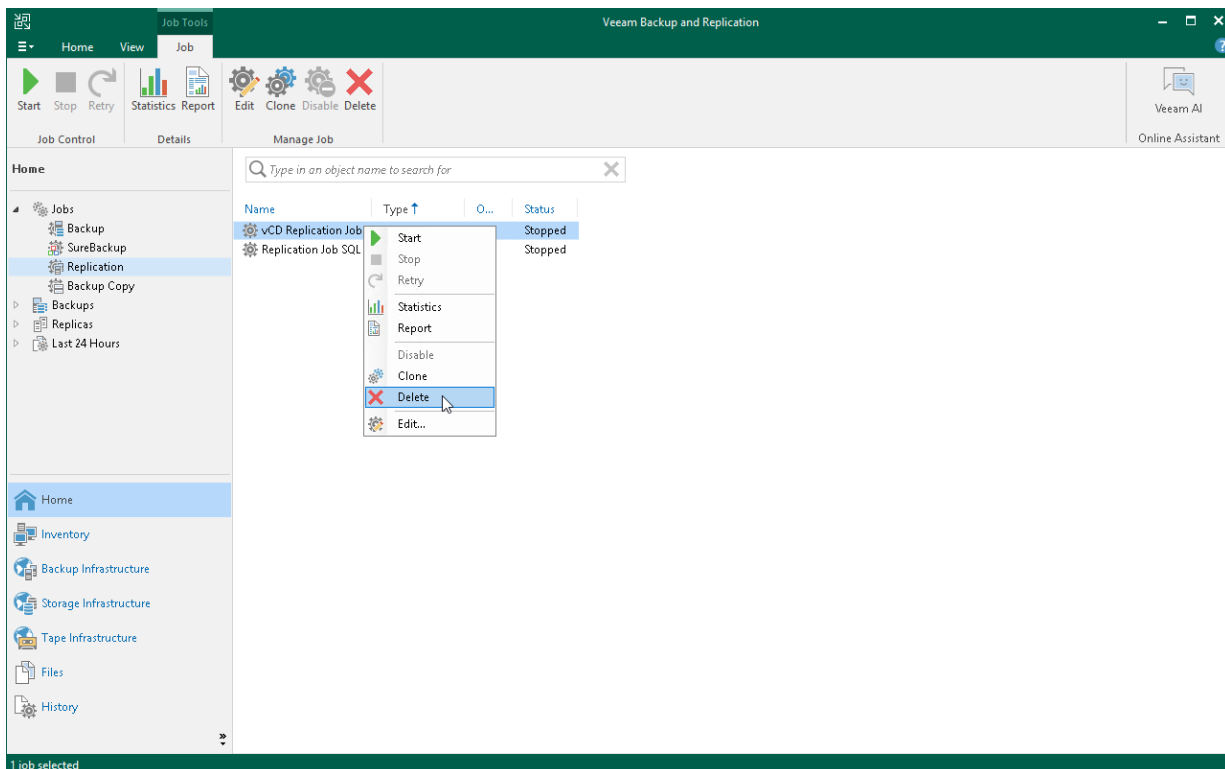 Job Tools
Veeam Backup and Replication
Home View Job
Start Stop Retry Statistics Report Edit Clone Disable Delete Veeam AI
Job Control Details Manage Job Online Assistant
Home
Type in an object name to search for
Jobs
Backup
SureBackup
Replication
Backup Copy
Backups
Replicas
Last 24 Hours
Name Type O... Status
vCD Replication Job Stopped
Replication Job SQL Stopped
Start
Stop
Retry
Statistics
Report
Disable
Clone
Delete
Edit...
Home
Inventory
Backup Infrastructure
Storage Infrastructure
Tape Infrastructure
Files
History
1 job selected